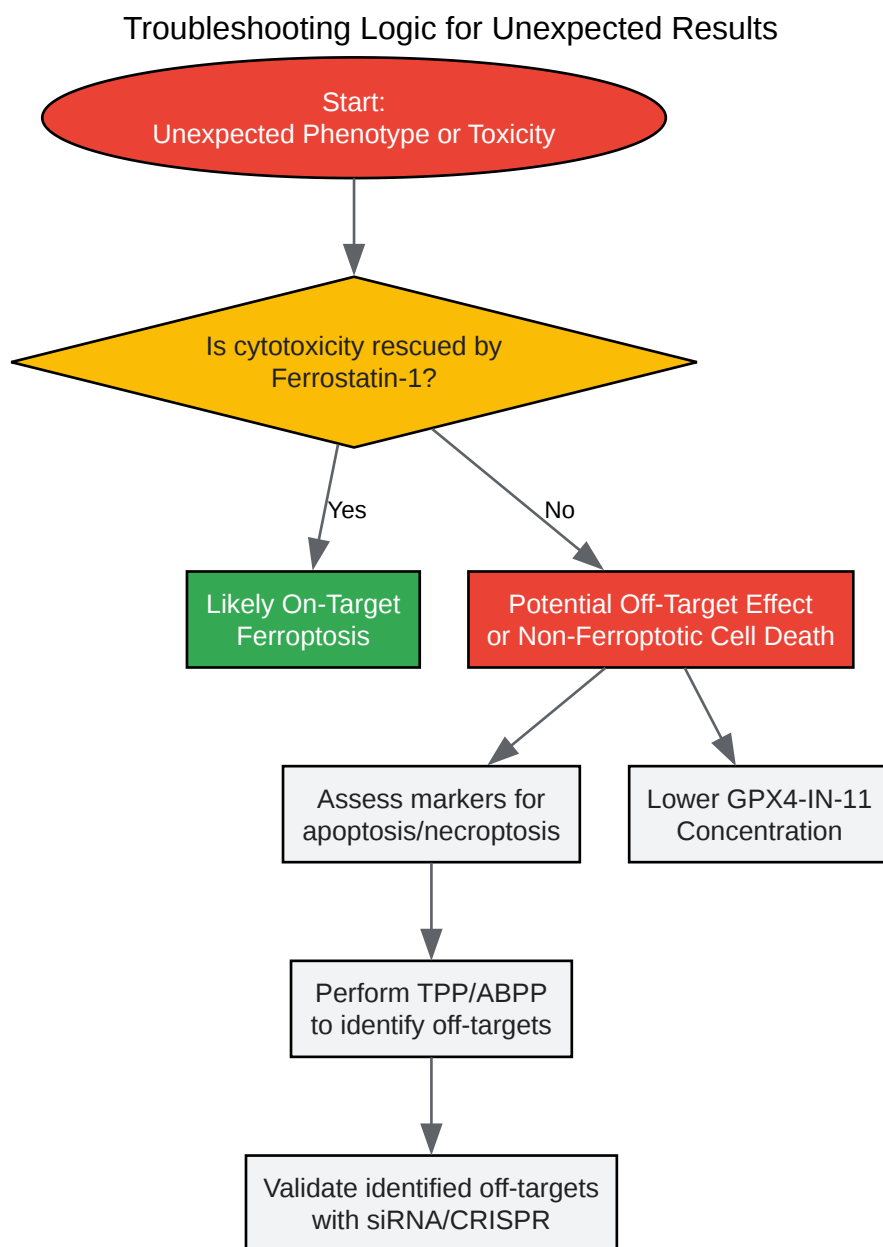 Troubleshooting Logic for Unexpected Results
Start:
Unexpected Phenotype or Toxicity
Is cytotoxicity rescued by
Ferrostatin-1?
Yes
No
Likely On-Target
Ferroptosis
Potential Off-Target Effect
or Non-Ferroptotic Cell Death
Assess markers for
apoptosis/necroptosis
Lower GPX4-IN-11
Concentration
Perform TPP/ABPP
to identify off-targets
Validate identified off-targets
with siRNA/CRISPR